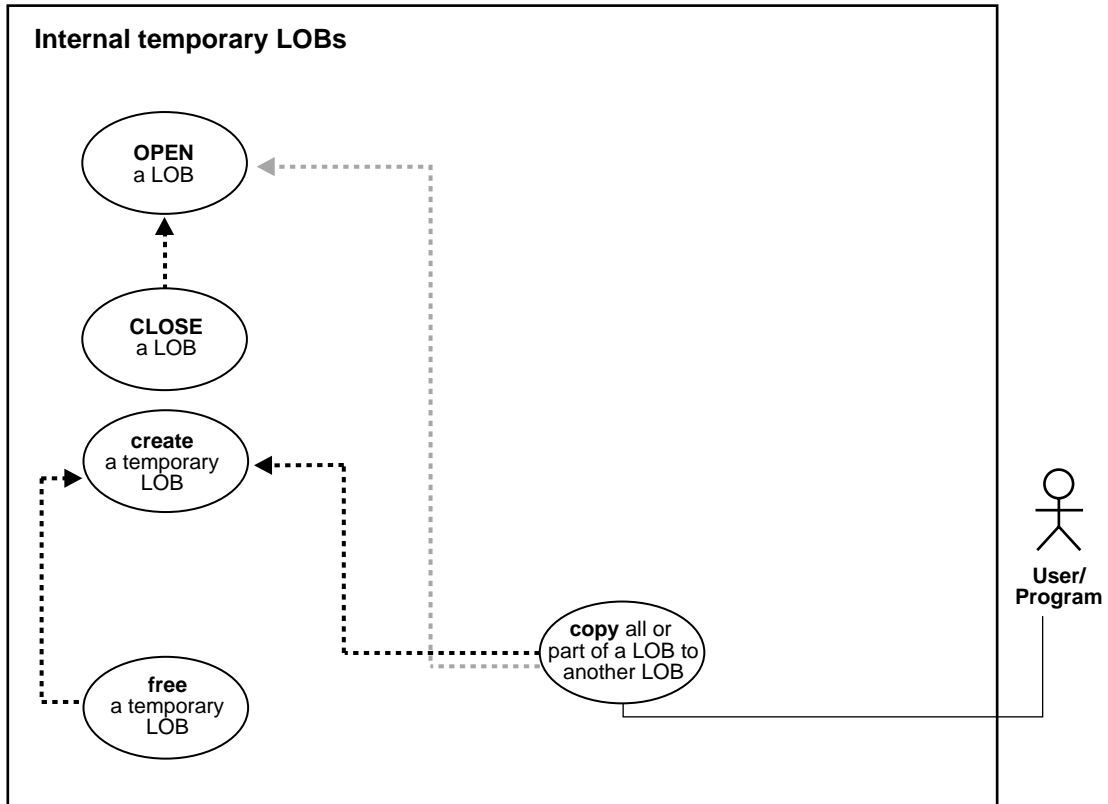 Internal temporary LOBs
OPEN
a LOB
CLOSE
a LOB
create
a temporary
LOB
free
a temporary
LOB
copy all or
part of a LOB to
another LOB
User/
Program